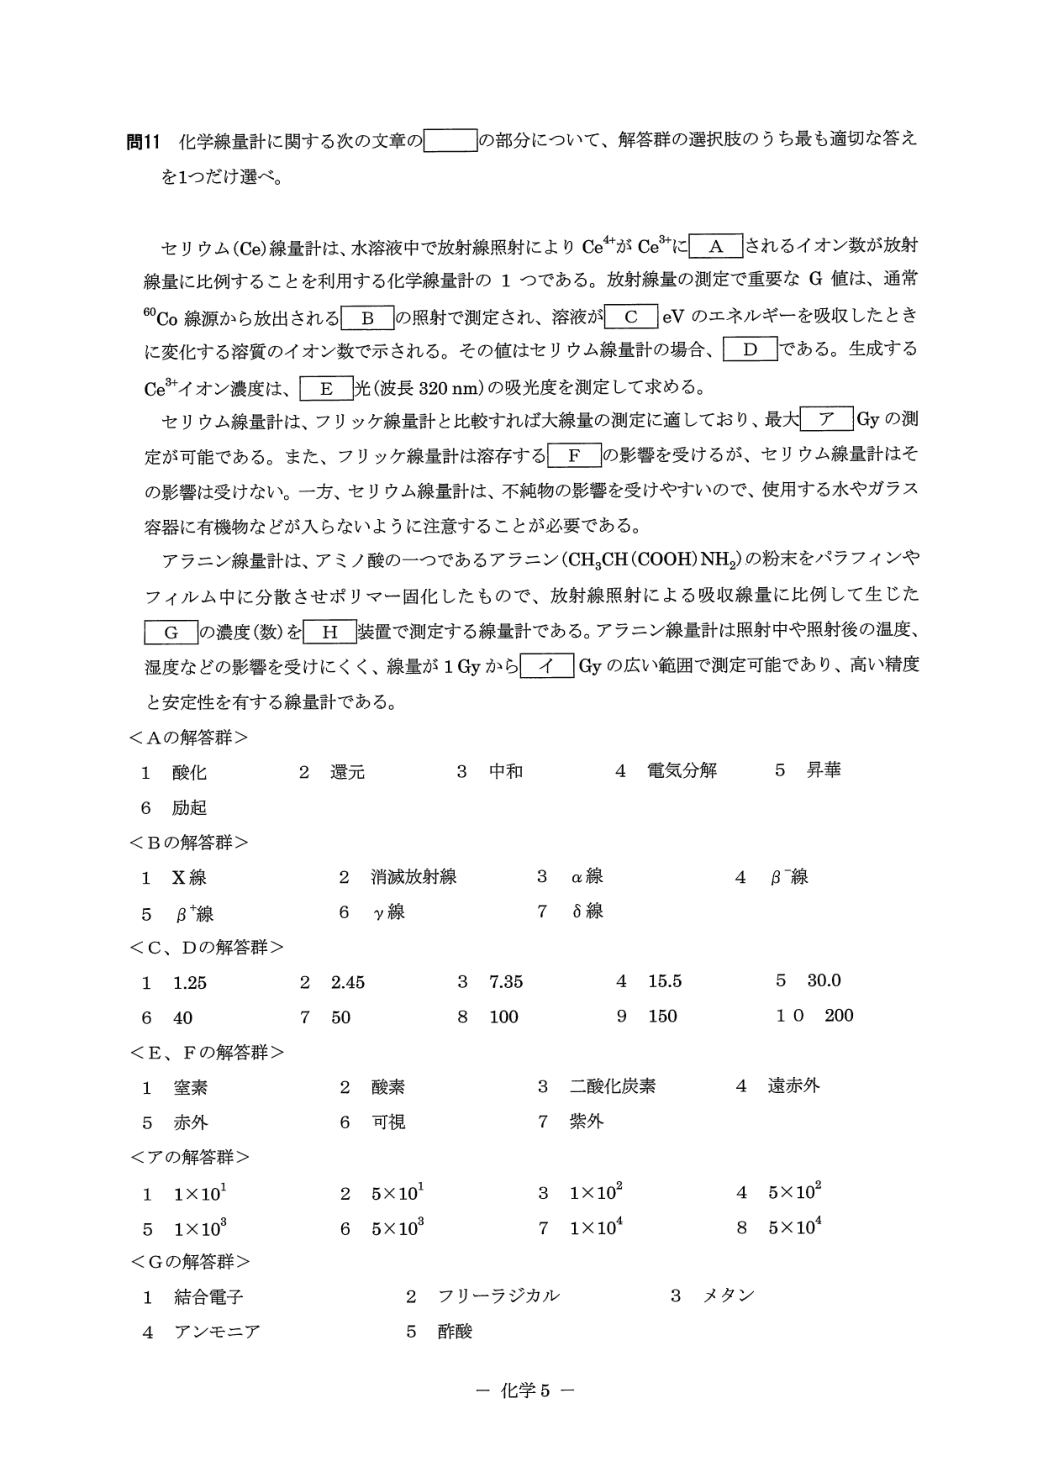 問11 化学線量計に関する次の文章の□の部分について、解答群の選択肢のうち最も適切な答え
を1つだけ選べ。
セリウム(Ce)線量計は、水溶液中で放射線照射により Ce⁴⁺が Ce³⁺に A されるイオン数が放射
線量に比例することを利用する化学線量計の 1 つである。放射線量の測定で重要な G 値は、通常
⁶⁰Co 線源から放出される B の照射で測定され、溶液が C eV のエネルギーを吸収したとき
に変化する溶質のイオン数で示される。その値はセリウム線量計の場合、 D である。生成する
Ce³⁺イオン濃度は、 E 光(波長 320 nm)の吸光度を測定して求める。
セリウム線量計は、フリッケ線量計と比較すれば大線量の測定に適しており、最大 ア Gy の測
定が可能である。また、フリッケ線量計は溶存する F の影響を受けるが、セリウム線量計はそ
の影響は受けない。一方、セリウム線量計は、不純物の影響を受けやすいので、使用する水やガラス
容器に有機物などが入らないように注意することが必要である。
アラニン線量計は、アミノ酸の一つであるアラニン(CH₃CH(COOH)NH₂)の粉末をパラフィンや
フィルム中に分散させポリマー固化したもので、放射線照射による吸収線量に比例して生じた
G の濃度(数)を H 装置で測定する線量計である。アラニン線量計は照射中や照射後の温度、
湿度などの影響を受けにくく、線量が 1 Gy から イ Gy の広い範囲で測定可能であり、高い精度
と安定性を有する線量計である。
＜Aの解答群＞
1 酸化 2 還元 3 中和 4 電気分解 5 昇華
6 励起
＜Bの解答群＞
1 X線 2 消滅放射線 3 α線 4 β⁻線
5 β⁺線 6 γ線 7 δ線
＜C、Dの解答群＞
1 1.25 2 2.45 3 7.35 4 15.5 5 30.0
6 40 7 50 8 100 9 150 10 200
＜E、Fの解答群＞
1 窒素 2 酸素 3 二酸化炭素 4 遠赤外
5 赤外 6 可視 7 紫外
＜アの解答群＞
1 1×10¹ 2 5×10¹ 3 1×10² 4 5×10²
5 1×10³ 6 5×10³ 7 1×10⁴ 8 5×10⁴
＜Gの解答群＞
1 結合電子 2 フリーラジカル 3 メタン
4 アンモニア 5 酢酸
－ 化学5 －